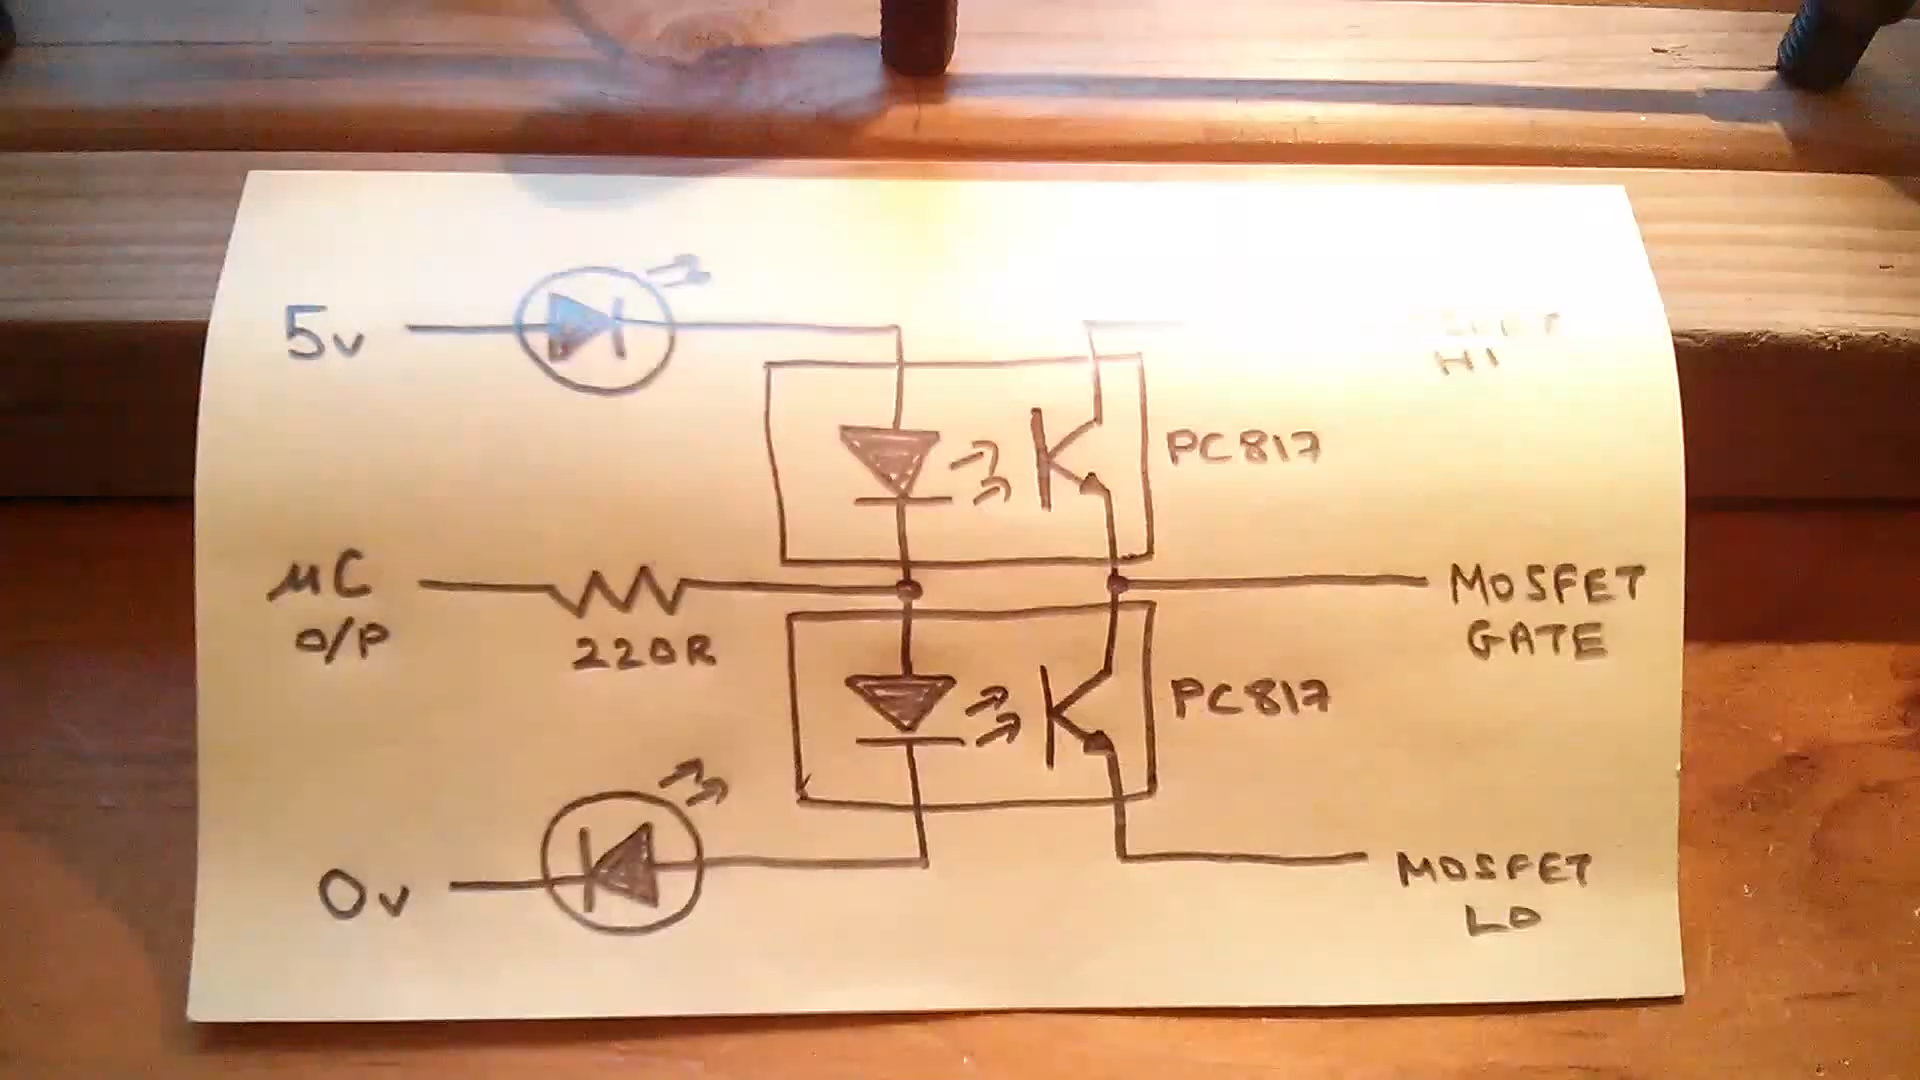 5v
HI
PC817
μC
O/P
220R
MOSFET
GATE
PC817
0v
MOSFET
LO